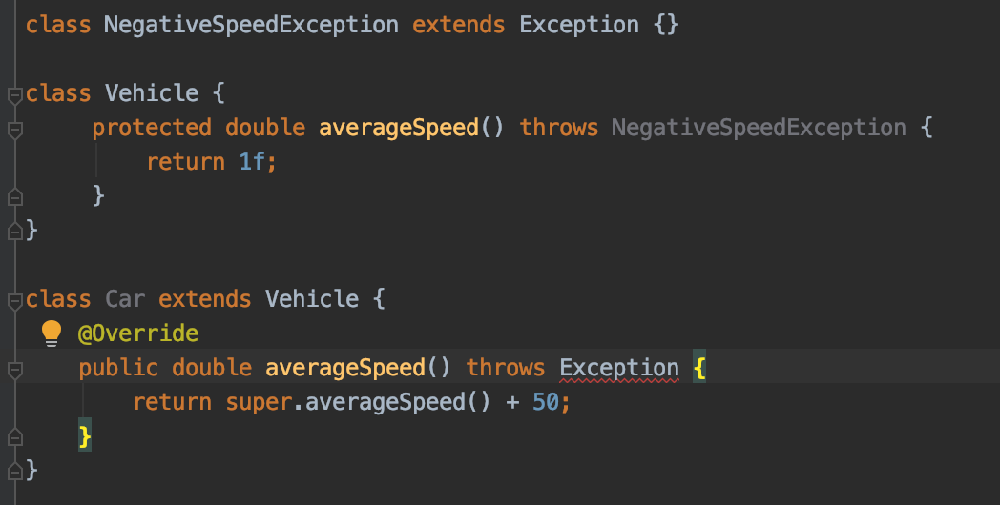 class NegativeSpeedException extends Exception {}
class Vehicle {
protected double averageSpeed() throws NegativeSpeedException {
return 1f;
}
}
class Car extends Vehicle {
@Override
public double averageSpeed() throws Exception {
return super.averageSpeed() + 50;
}
}